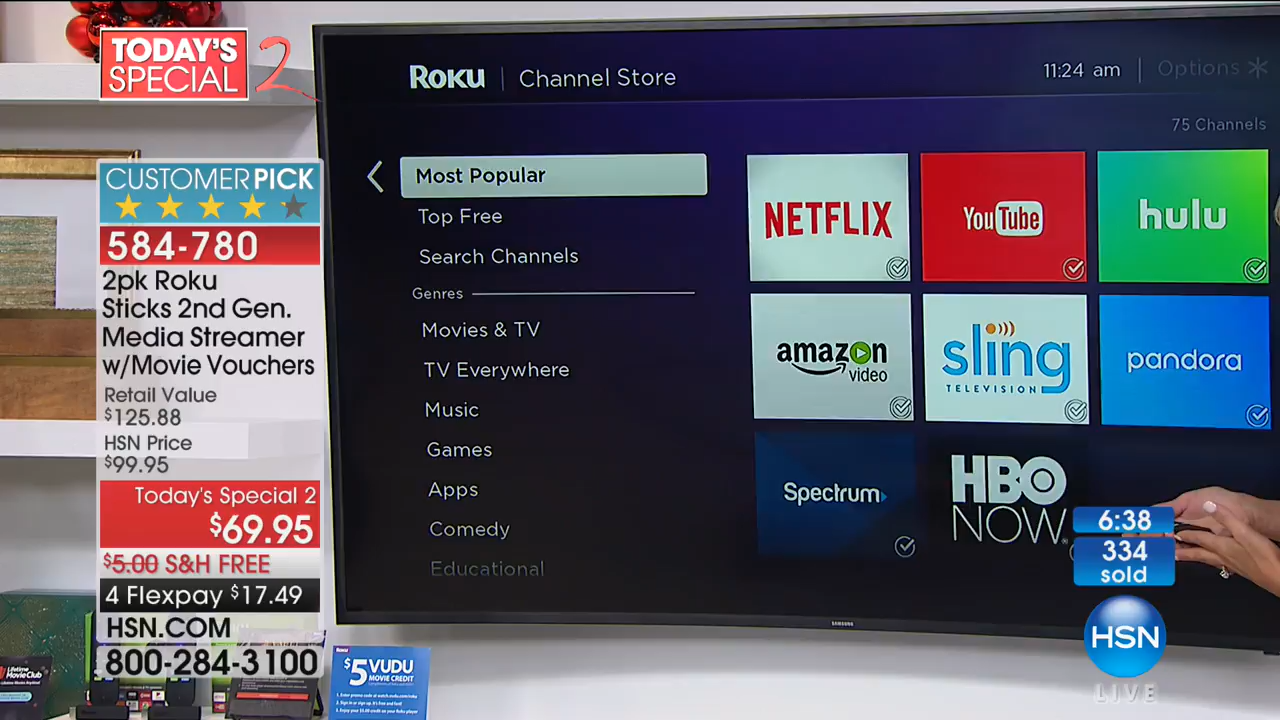 TODAY'S
SPECIAL 2
CUSTOMER PICK
584-780
2pk Roku
Sticks 2nd Gen.
Media Streamer
w/Movie Vouchers
Retail Value
$125.88
HSN Price
$99.95
Today's Special 2
$69.95
$5.00 S&H FREE
4 Flexpay $17.49
HSN.COM
800-284-3100
ROKU | Channel Store
11:24 am | Options
75 Channels
Most Popular
Top Free
Search Channels
Genres
Movies & TV
TV Everywhere
Music
Games
Apps
Comedy
Educational
NETFLIX
YouTube
hulu
amazon
video
sling
TELEVISION
pandora
Spectrum
HBO
NOW
SAMSUNG
6:38
334
sold
HSN
LIVE
Lifetime
MovieClub
Roku
$5 VUDU
MOVIE CREDIT